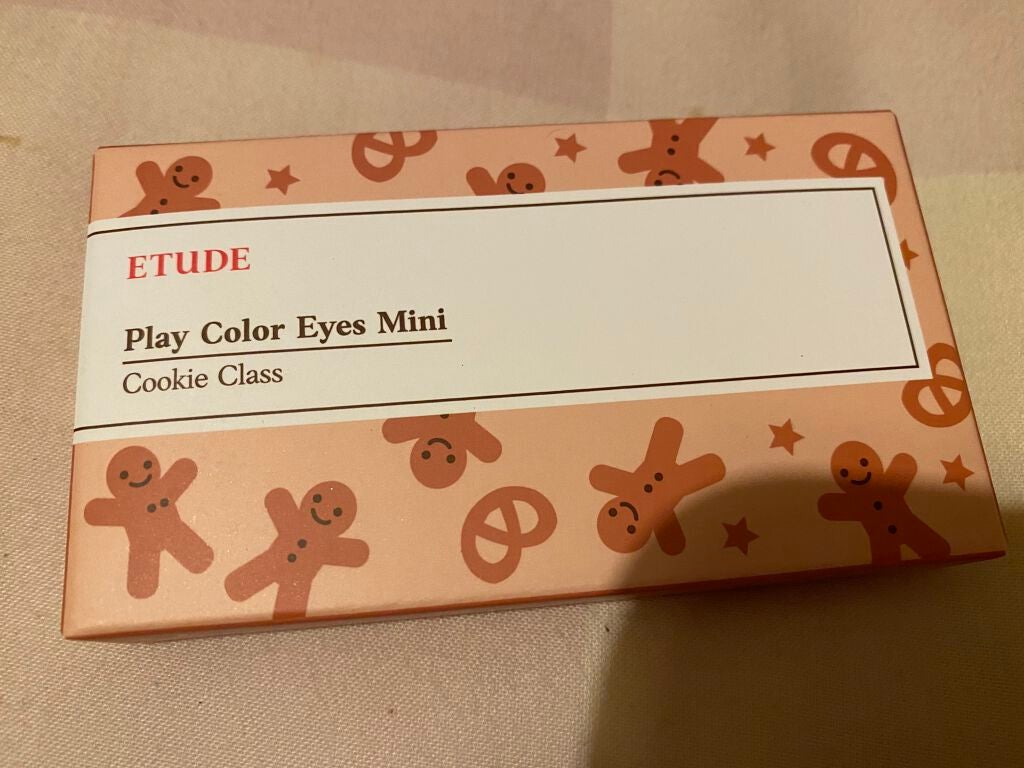 ETUDE
Play Color Eyes Mini
Cookie Class